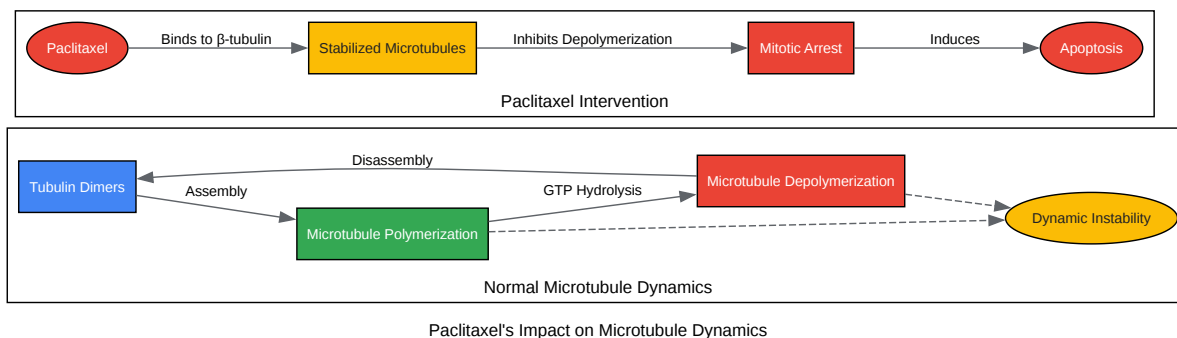 Paclitaxel
Binds to β-tubulin
Stabilized Microtubules
Inhibits Depolymerization
Mitotic Arrest
Induces
Apoptosis
Paclitaxel Intervention
Disassembly
Tubulin Dimers
Assembly
GTP Hydrolysis
Microtubule Depolymerization
Microtubule Polymerization
Dynamic Instability
Normal Microtubule Dynamics
Paclitaxel's Impact on Microtubule Dynamics